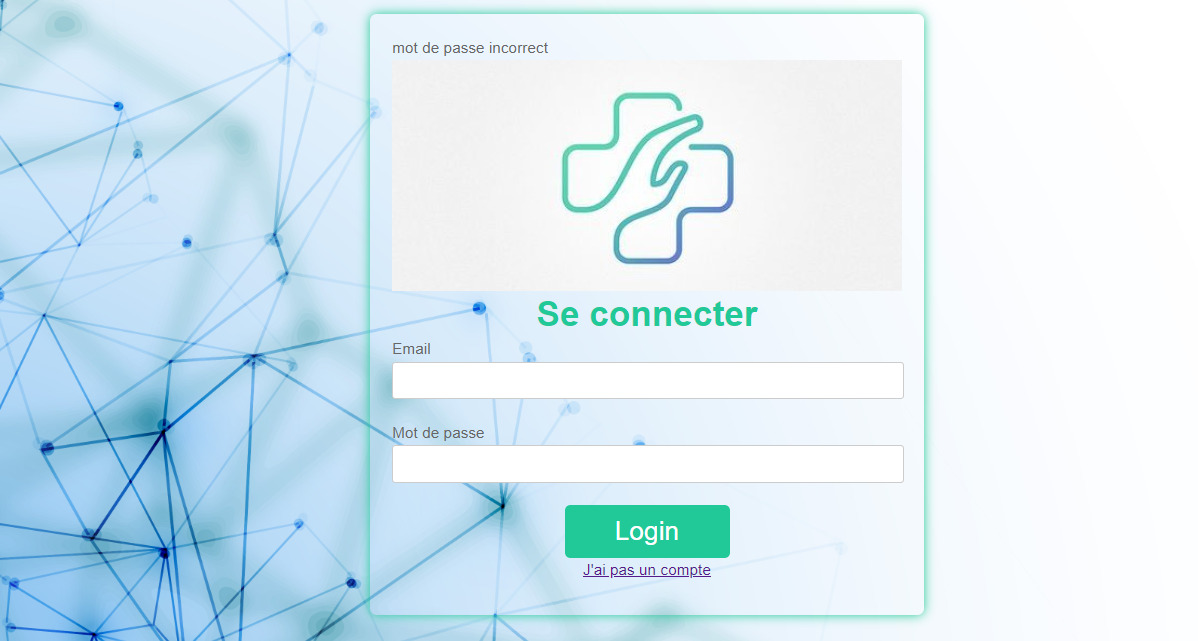 mot de passe incorrect
Se connecter
Email
Mot de passe
Login
J'ai pas un compte